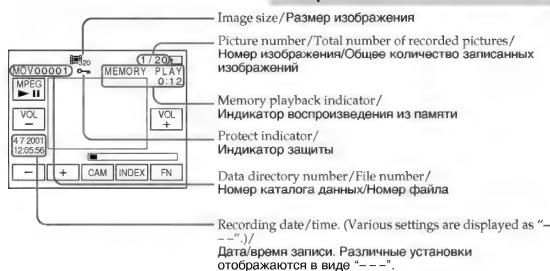 Image size/Размер изображения
Picture number/Total number of recorded pictures/
Номер изображения/Общее количество записанных
изображений
320
1/20
MOV00001
MEMORY PLAY
0:12
MPEG
Memory playback indicator/
Индикатор воспроизведения из памяти
VOL
–
VOL
+
Protect indicator/
Индикатор защиты
4 7 2001
12:05:56
– + CAM INDEX FN
Data directory number/File number/
Номер каталога данных/Номер файла
Recording date/time. (Various settings are displayed as “–
– –”.)/
Дата/время записи. Различные установки
отображаются в виде “– – –”.